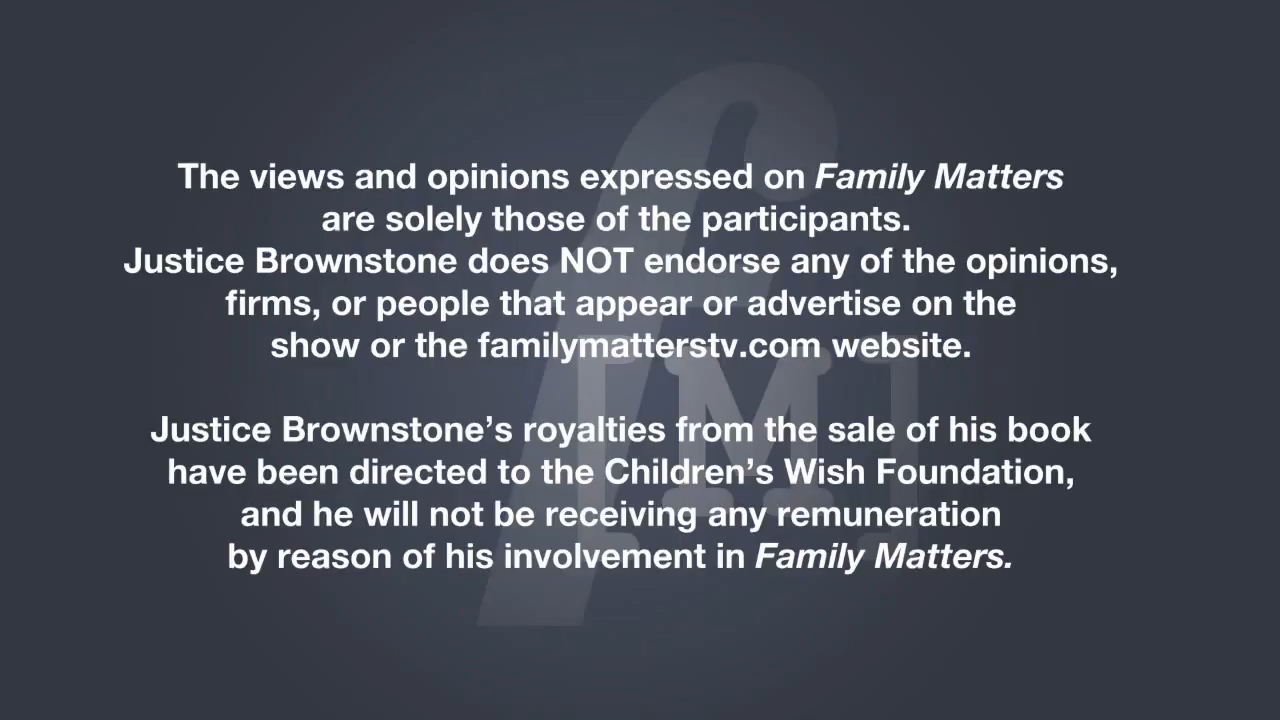 The views and opinions expressed on Family Matters
are solely those of the participants.
Justice Brownstone does NOT endorse any of the opinions,
firms, or people that appear or advertise on the
show or the familymatterstv.com website.
Justice Brownstone’s royalties from the sale of his book
have been directed to the Children’s Wish Foundation,
and he will not be receiving any remuneration
by reason of his involvement in Family Matters.
f
[M]